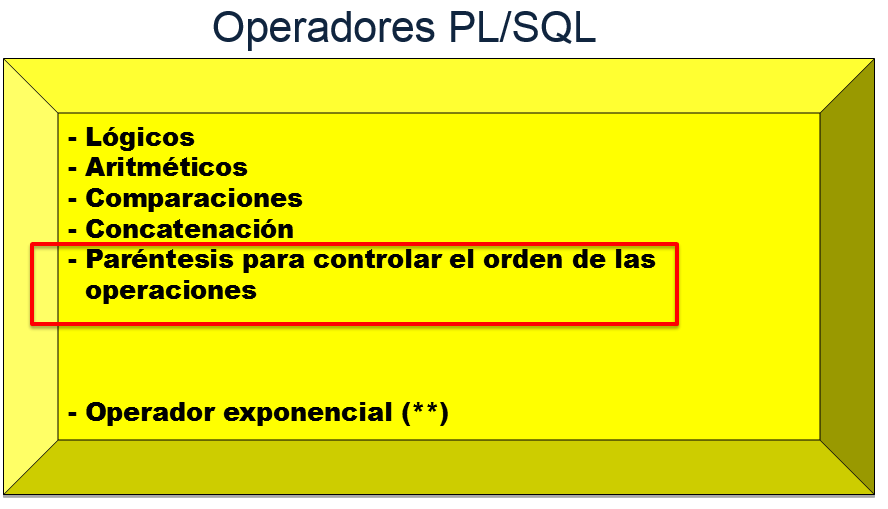 Operadores PL/SQL
- Lógicos
- Aritméticos
- Comparaciones
- Concatenación
- Paréntesis para controlar el orden de las
operaciones
- Operador exponencial (**)